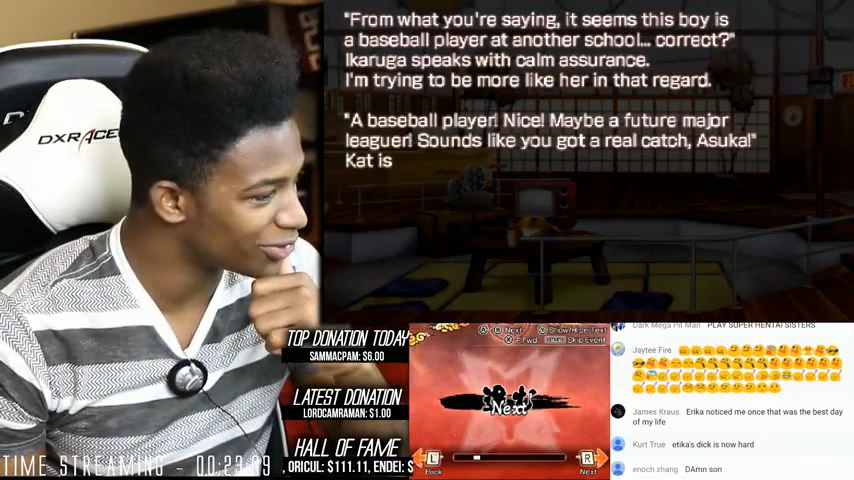 "From what you're saying, it seems this boy is
a baseball player at another school... correct?"
Ikaruga speaks with calm assurance.
I'm trying to be more like her in that regard.
"A baseball player! Nice! Maybe a future major
leaguer! Sounds like you got a real catch, Asuka!"
Kat is
DXRACER
TOP DONATION TODAY
SAMMACPAM: $6.00
LATEST DONATION
LORDCAMRAMAN: $1.00
HALL OF FAME
, ORICUL: $111.11, ENDEI: $
TIME STREAMING -
Next
Show/Hide Text
FFwd
Skip Event
Next
L
Back
R
Next
Dark Mega Pit Man PLAY SUPER HENTAI SISTERS
Jaytee Fire
James Kraus Erika noticed me once that was the best day
of my life
Kurt True etika's dick is now hard
enoch zhang DAmn son